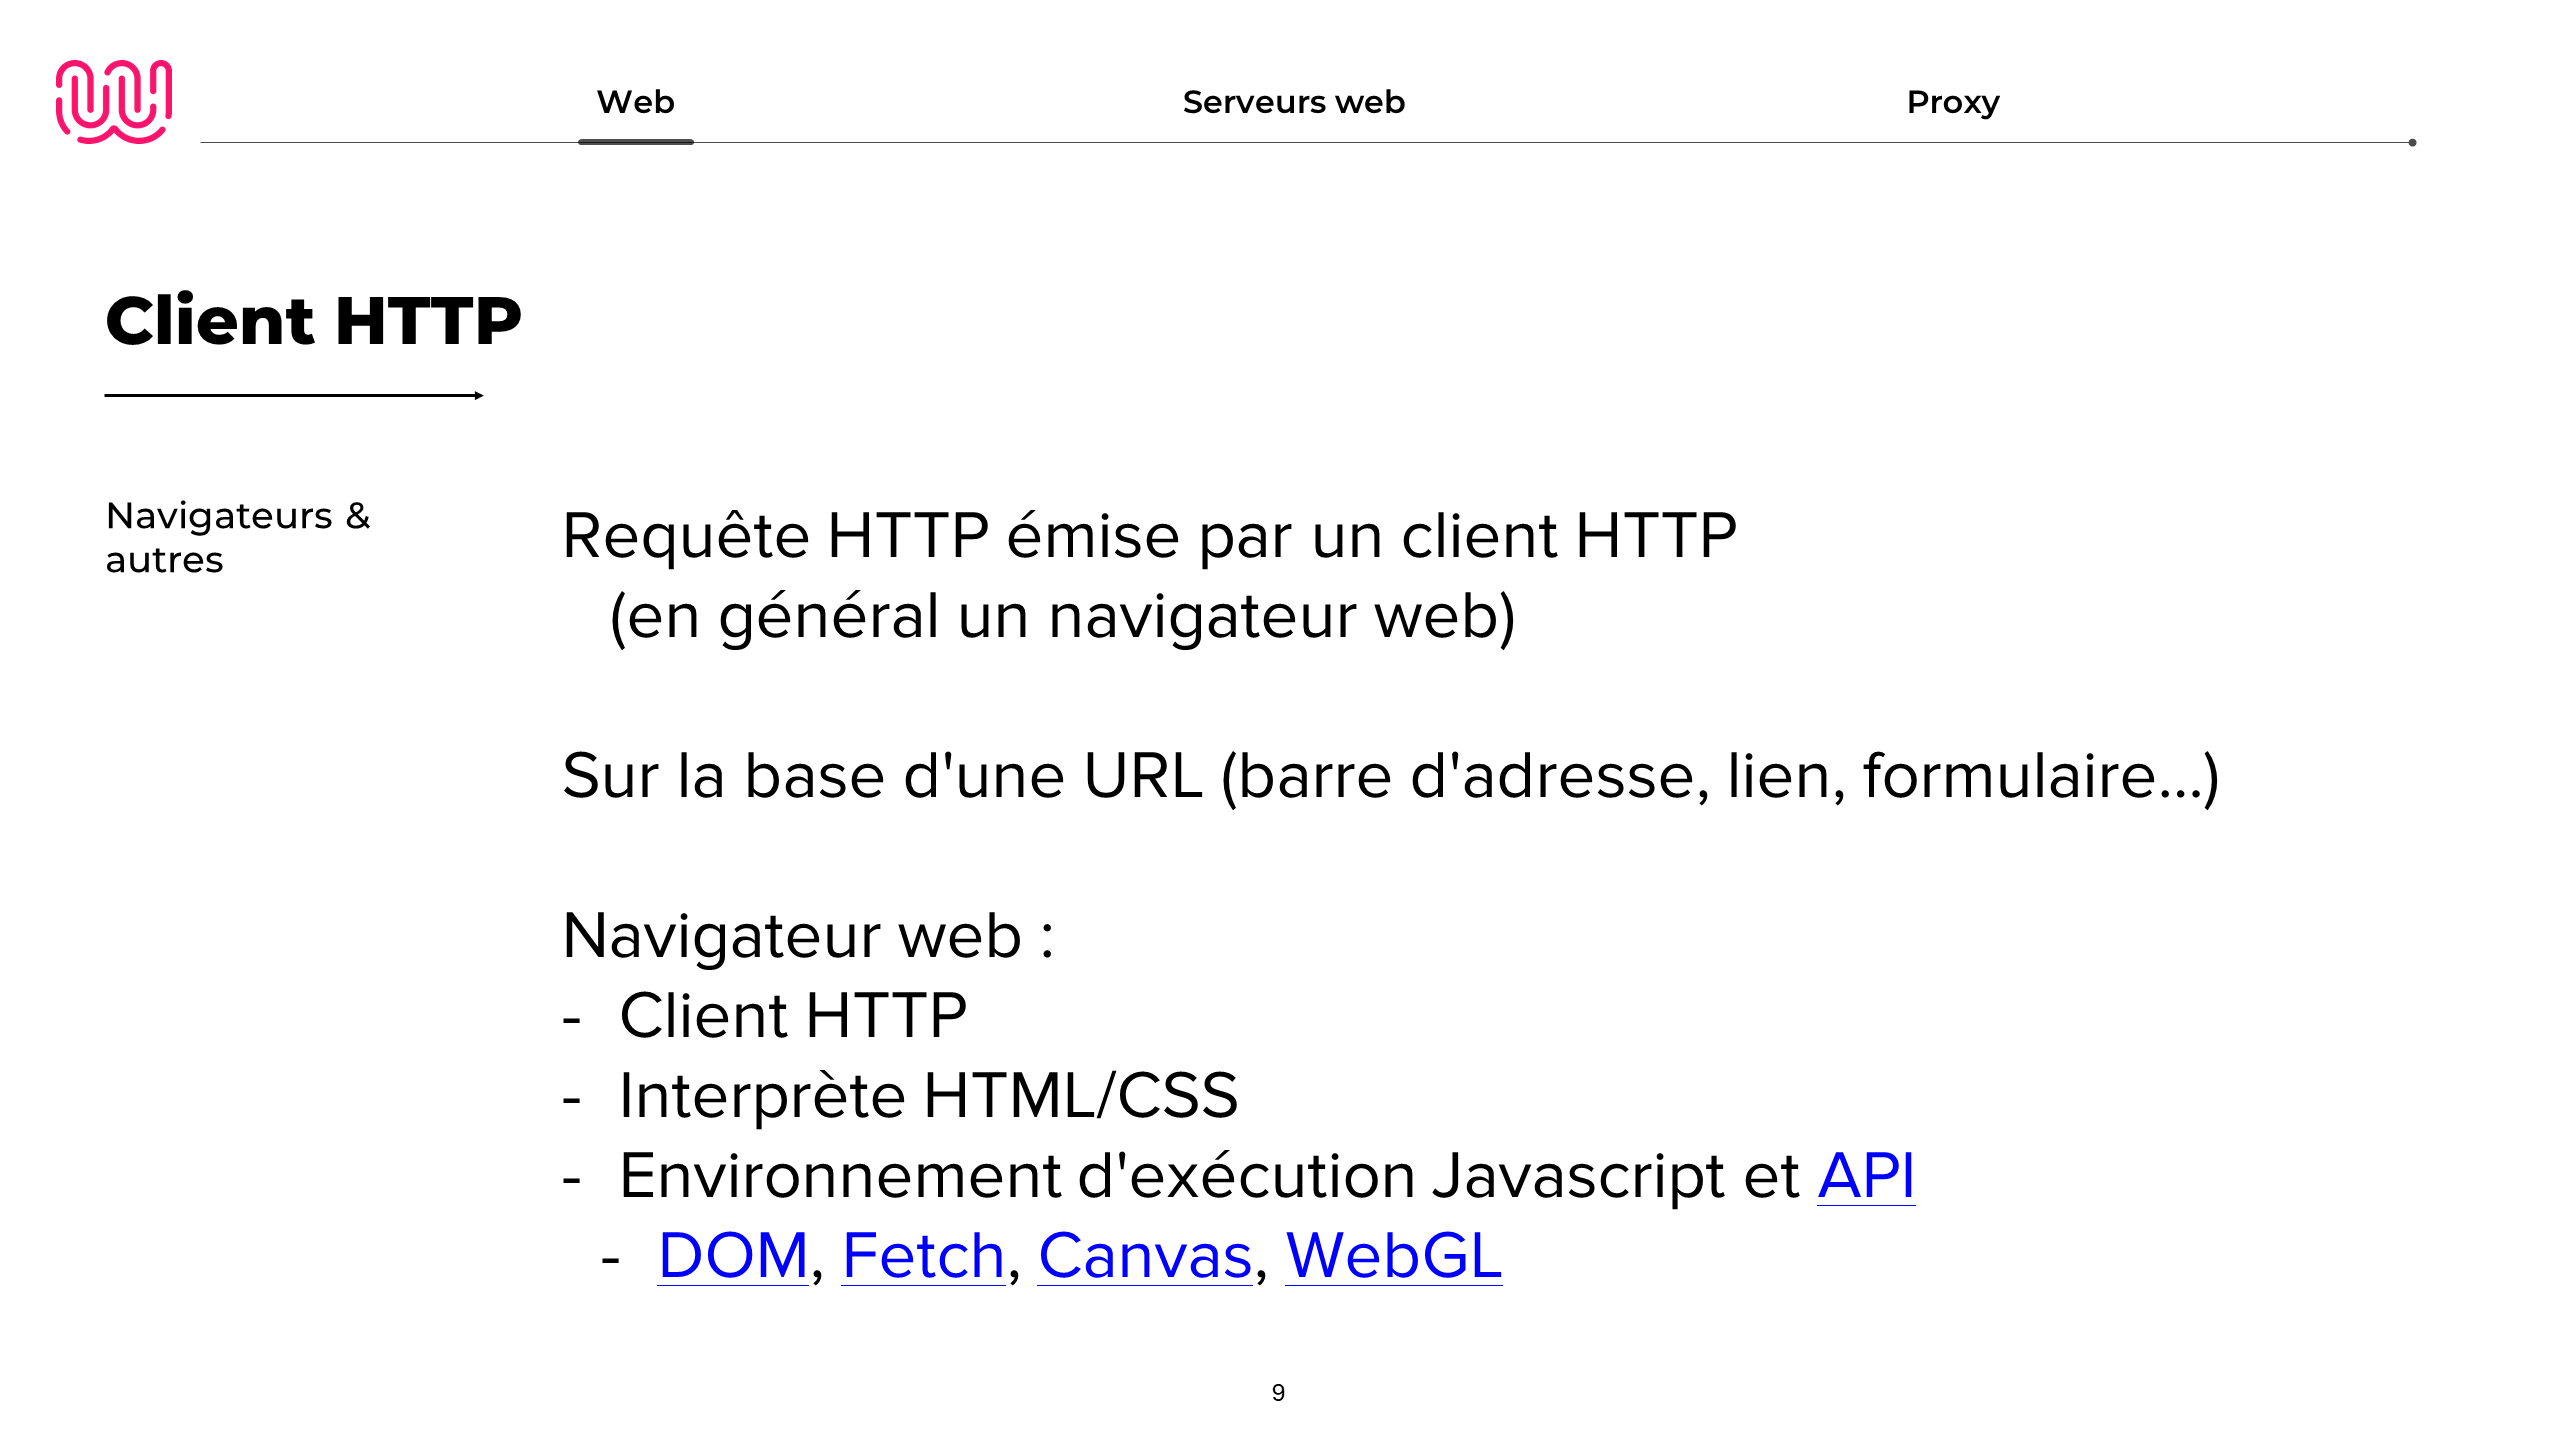 Web
Serveurs web
Proxy
Client HTTP
Navigateurs &
autres
Requête HTTP émise par un client HTTP
(en général un navigateur web)
Sur la base d'une URL (barre d'adresse, lien, formulaire...)
Navigateur web :
- Client HTTP
- Interprète HTML/CSS
- Environnement d'exécution Javascript et API
- DOM, Fetch, Canvas, WebGL
9